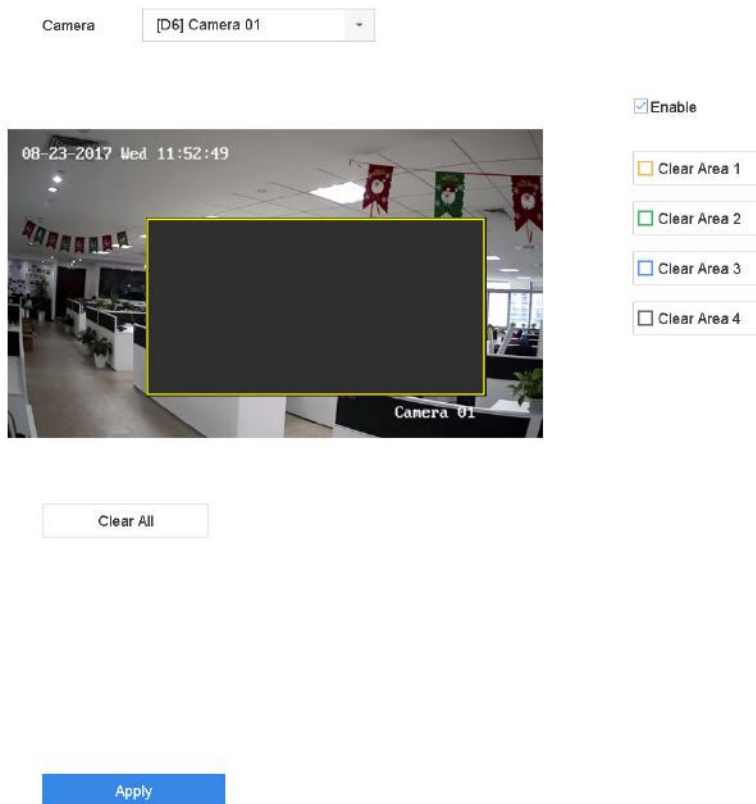 Camera
[D6] Camera 01
Enable
08-23-2017 Wed 11:52:49
Clear Area 1
Clear Area 2
Clear Area 3
Clear Area 4
Camera 01
Clear All
Apply